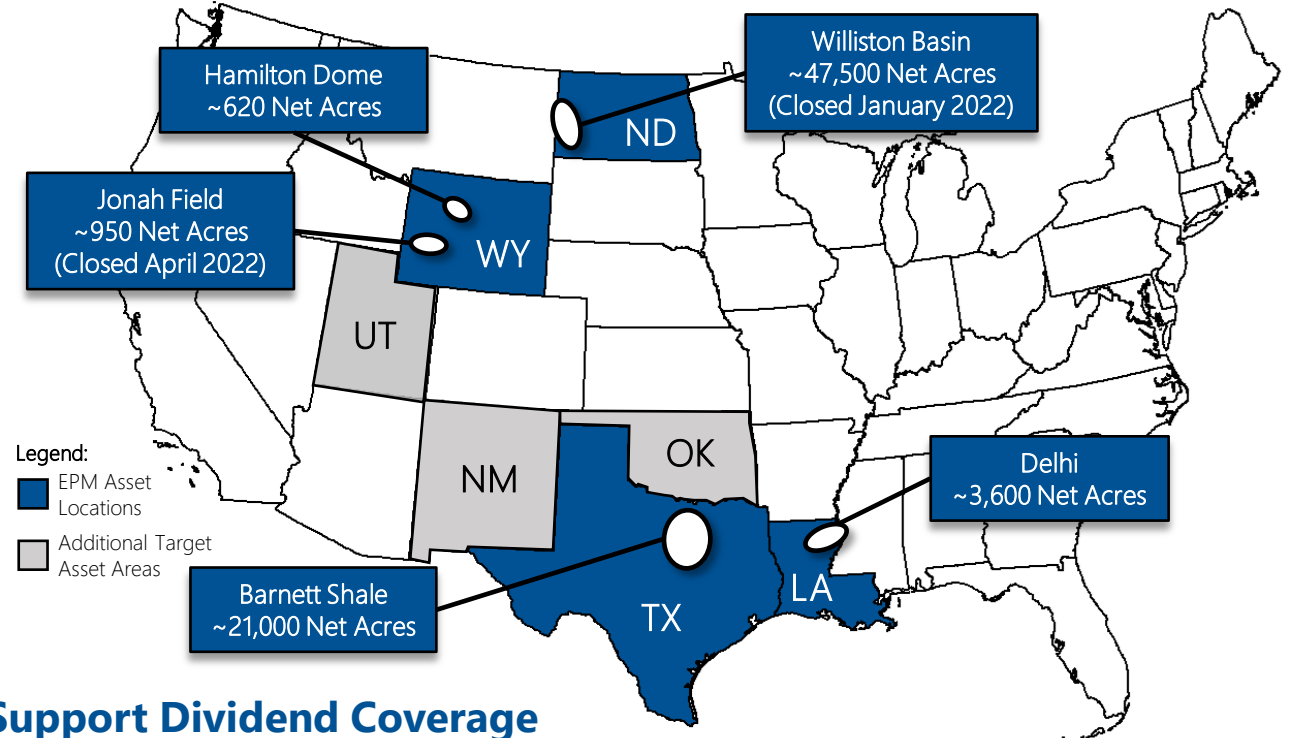 Williston Basin
~47,500 Net Acres
(Closed January 2022)
Hamilton Dome
~620 Net Acres
ND
Jonah Field
~950 Net Acres
(Closed April 2022)
WY
UT
Legend:
EPM Asset
Locations
Additional Target
Asset Areas
NM
OK
Delhi
~3,600 Net Acres
Barnett Shale
~21,000 Net Acres
TX
LA
Support Dividend Coverage